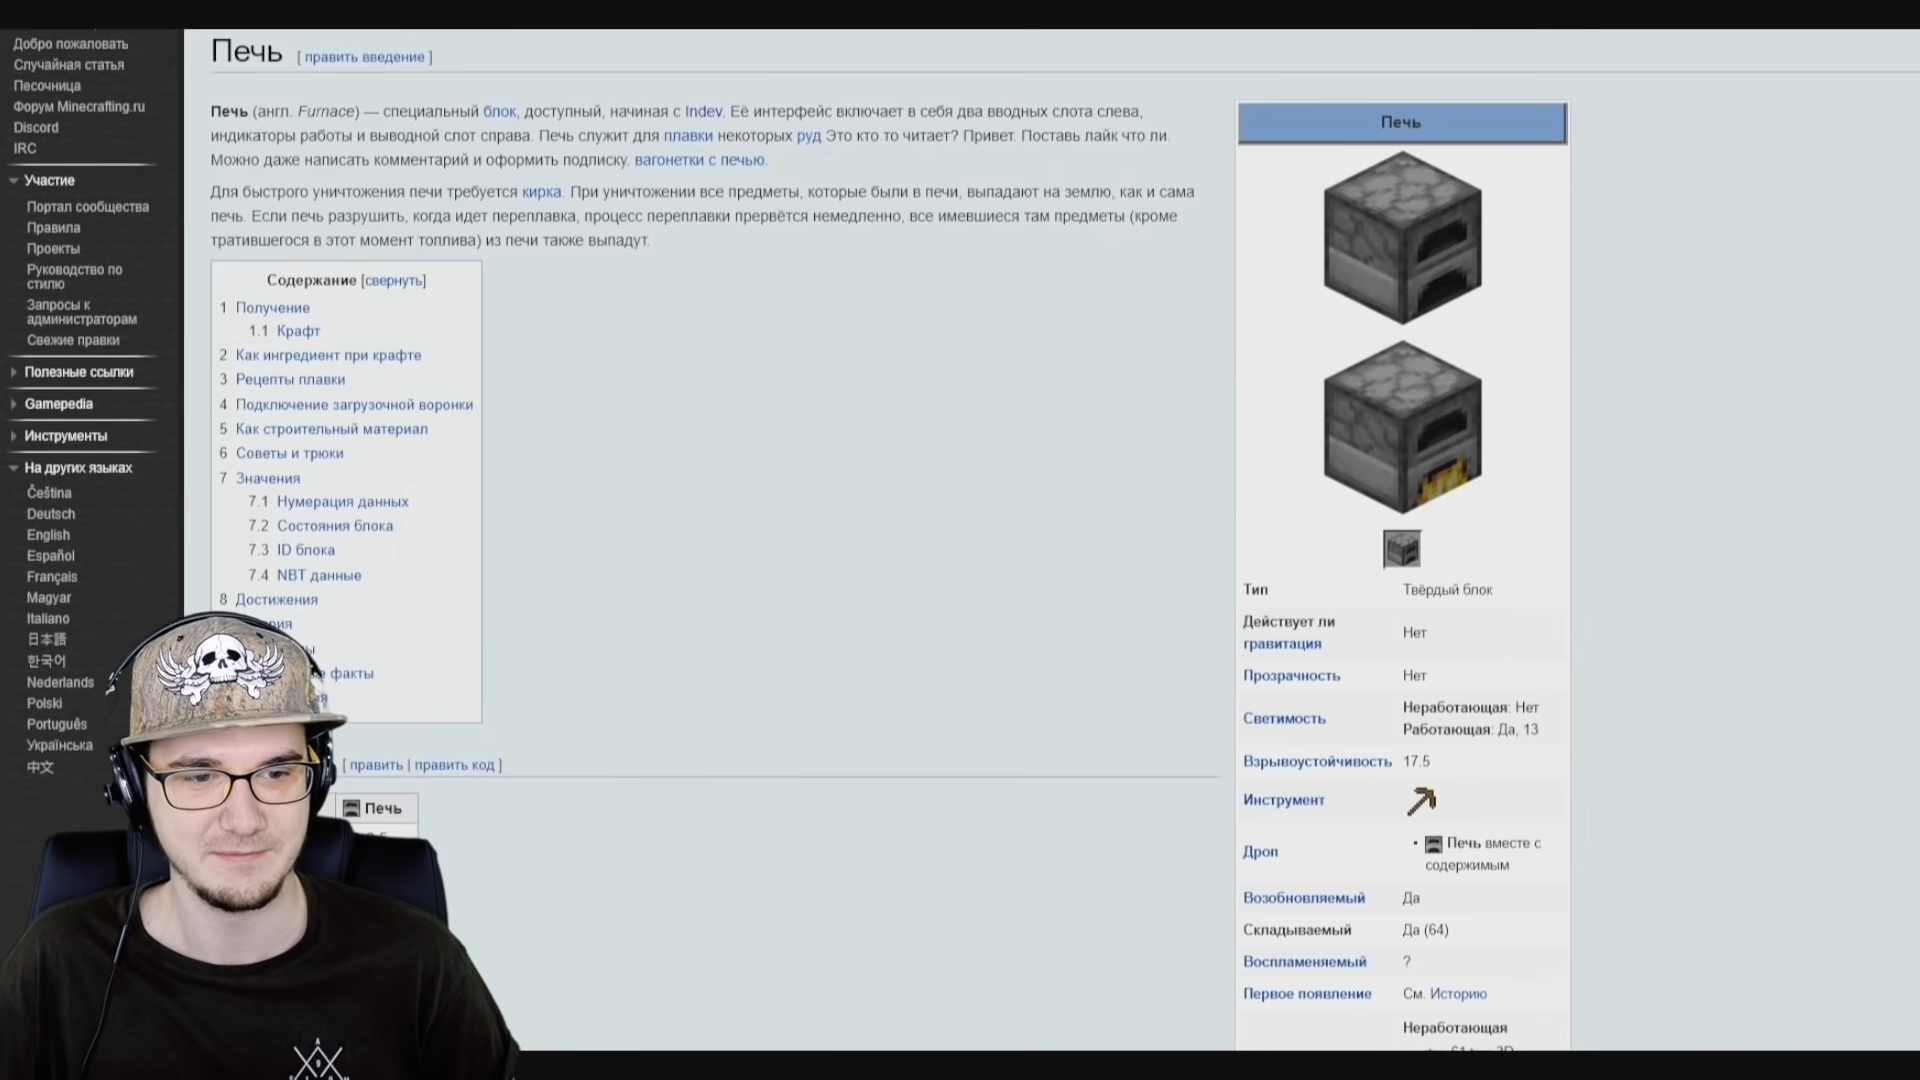 Добро пожаловать
Случайная статья
Песочница
Форум Minecrafting.ru
Discord
IRC
Участие
Портал сообщества
Правила
Проекты
Руководство по
стилю
Запросы к
администраторам
Свежие правки
Полезные ссылки
Gamepedia
Инструменты
На других языках
Čeština
Deutsch
English
Español
Français
Magyar
Italiano
日本語
한국어
Nederlands
Polski
Português
Українська
中文
Печь [ править введение ]
Печь (англ. Furnace) — специальный блок, доступный, начиная с Indev. Её интерфейс включает в себя два вводных слота слева,
индикаторы работы и выводной слот справа. Печь служит для плавки некоторых руд Это кто то читает? Привет. Поставь лайк что ли.
Можно даже написать комментарий и оформить подписку. вагонетки с печью.
Для быстрого уничтожения печи требуется кирка. При уничтожении все предметы, которые были в печи, выпадают на землю, как и сама
печь. Если печь разрушить, когда идет переплавка, процесс переплавки прервётся немедленно, все имевшиеся там предметы (кроме
тратившегося в этот момент топлива) из печи также выпадут.
Содержание [свернуть]
1 Получение
1.1 Крафт
2 Как ингредиент при крафте
3 Рецепты плавки
4 Подключение загрузочной воронки
5 Как строительный материал
6 Советы и трюки
7 Значения
7.1 Нумерация данных
7.2 Состояния блока
7.3 ID блока
7.4 NBT данные
8 Достижения
факты
[ править | править код ]
Печь
Печь
Тип Твёрдый блок
Действует ли
гравитация Нет
Прозрачность Нет
Светимость Неработающая: Нет
Работающая: Да, 13
Взрывоустойчивость 17.5
Инструмент
Дроп • Печь вместе с
содержимым
Возобновляемый Да
Складываемый Да (64)
Воспламеняемый ?
Первое появление См. Историю
Неработающая